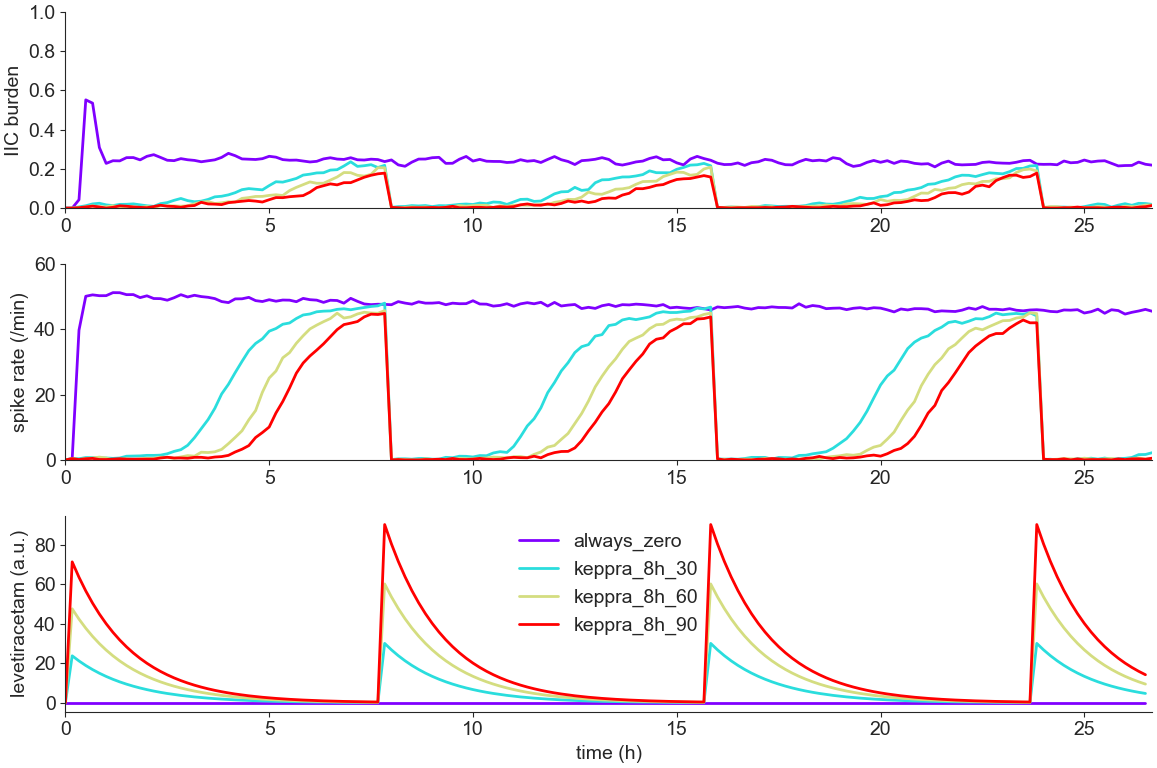 IIC burden
1.0
0.8
0.6
0.4
0.2
0.0
0 5 10 15 20 25
spike rate (/min)
60
40
20
0
0 5 10 15 20 25
levetiracetam (a.u.)
80
60
40
20
0
always_zero
keppra_8h_30
keppra_8h_60
keppra_8h_90
0 5 10 15 20 25
time (h)